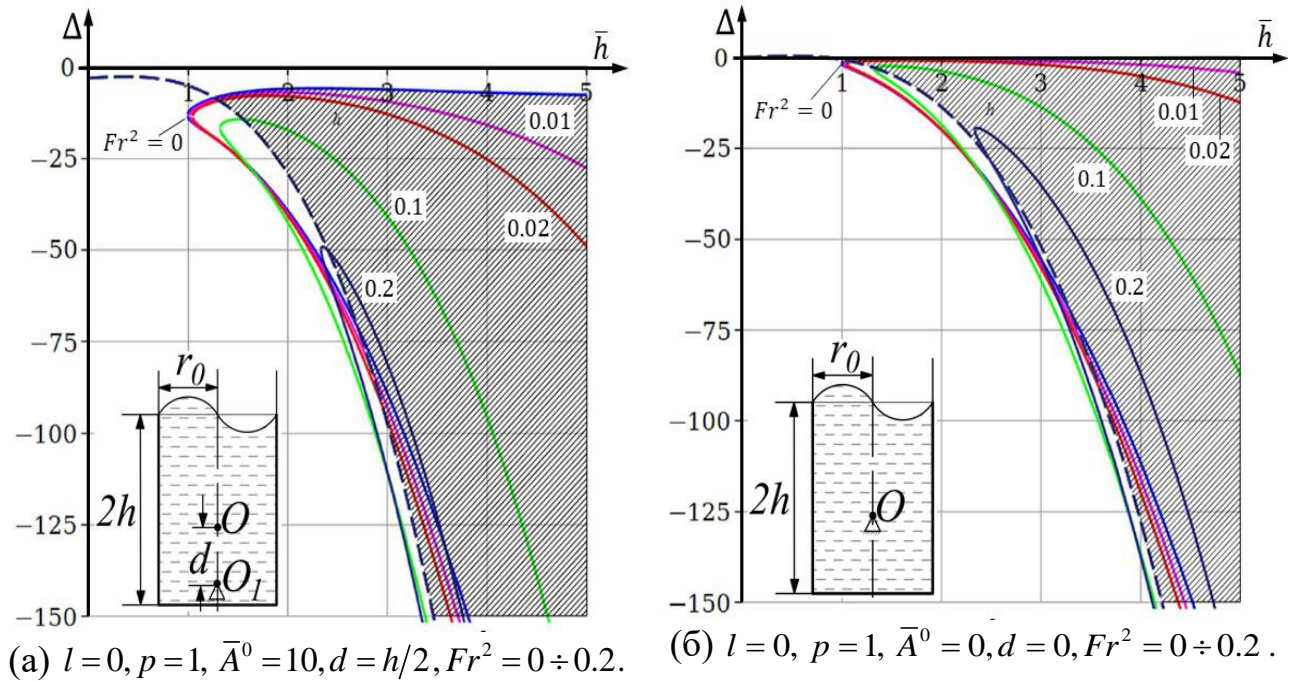 Δ
h̄
0
1
2
3
4
5
h
Fr² = 0
0.01
0.02
0.1
0.2
−25
−50
−75
−100
−125
−150
r₀
2h
O
d
O₁
(а) l = 0, p = 1, Ā⁰ = 10, d = h/2, Fr² = 0 ÷ 0.2.
Δ
h̄
0
1
2
3
4
5
h
Fr² = 0
0.01
0.02
0.1
0.2
−25
−50
−75
−100
−125
−150
r₀
2h
O
(б) l = 0, p = 1, Ā⁰ = 0, d = 0, Fr² = 0 ÷ 0.2 .